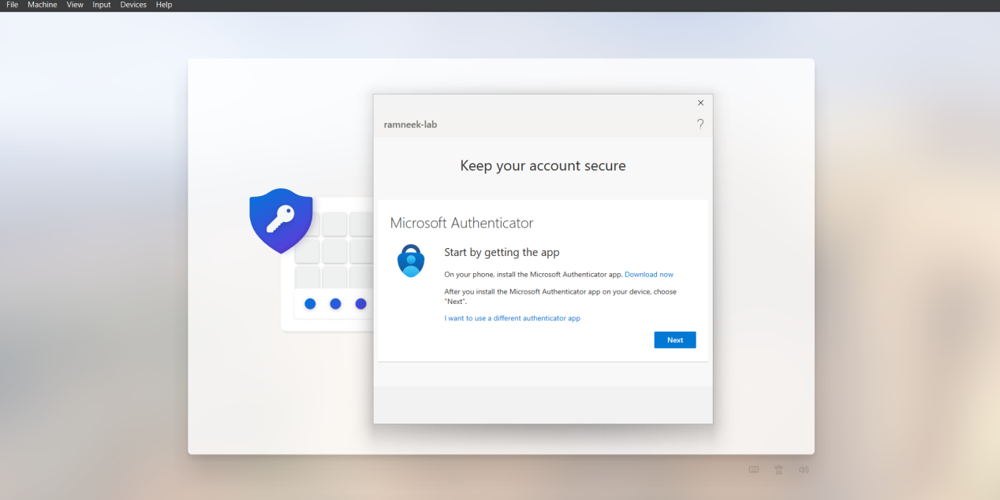 File Machine View Input Devices Help
ramneek-lab
?
Keep your account secure
Microsoft Authenticator
Start by getting the app
On your phone, install the Microsoft Authenticator app. Download now
After you install the Microsoft Authenticator app on your device, choose
"Next".
I want to use a different authenticator app
Next